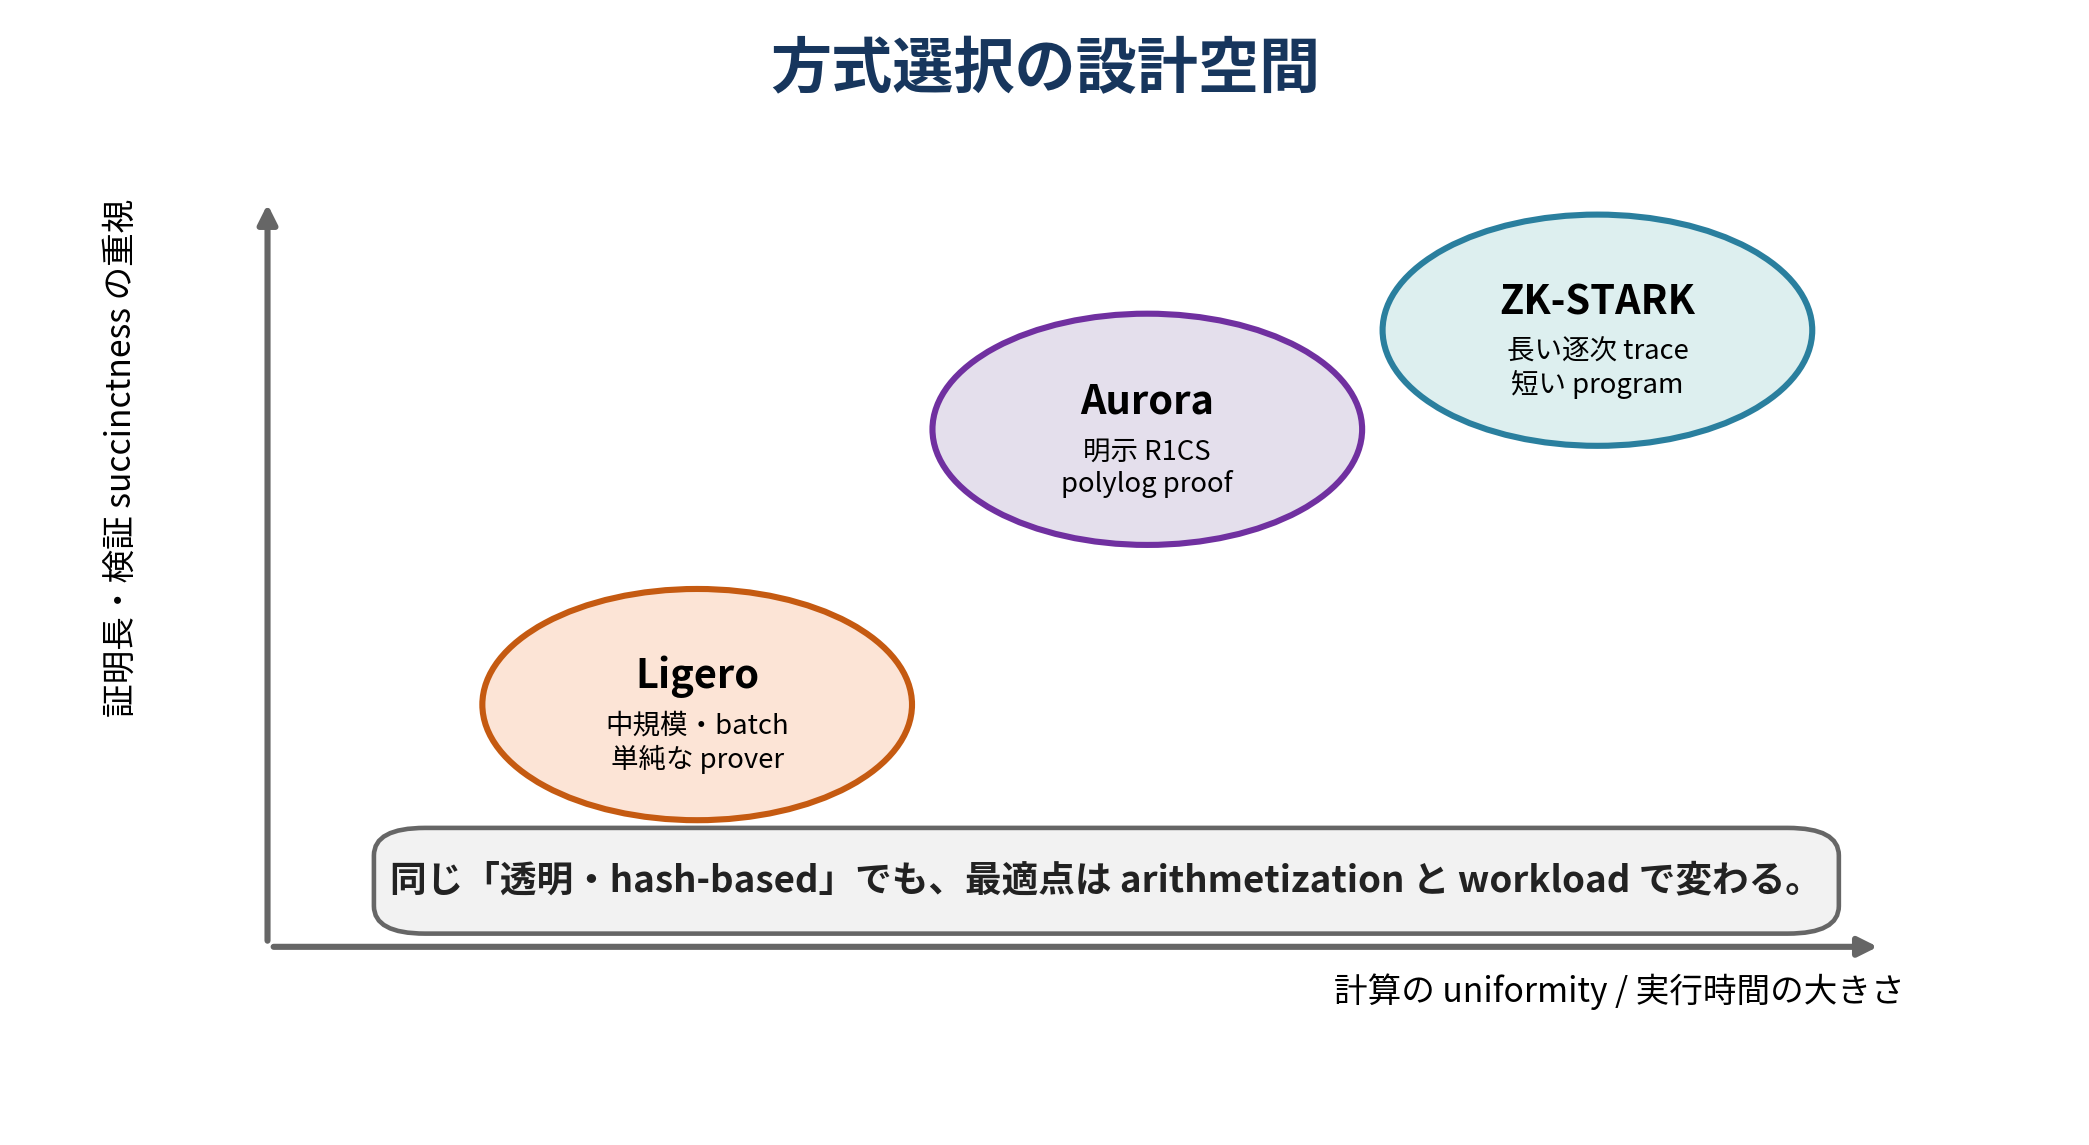 方式選択の設計空間
証明長・検証 succinctness の重視
ZK-STARK
長い逐次 trace
短い program
Aurora
明示 R1CS
polylog proof
Ligero
中規模・batch
単純な prover
同じ「透明・hash-based」でも、最適点は arithmetization と workload で変わる。
計算の uniformity / 実行時間の大きさ